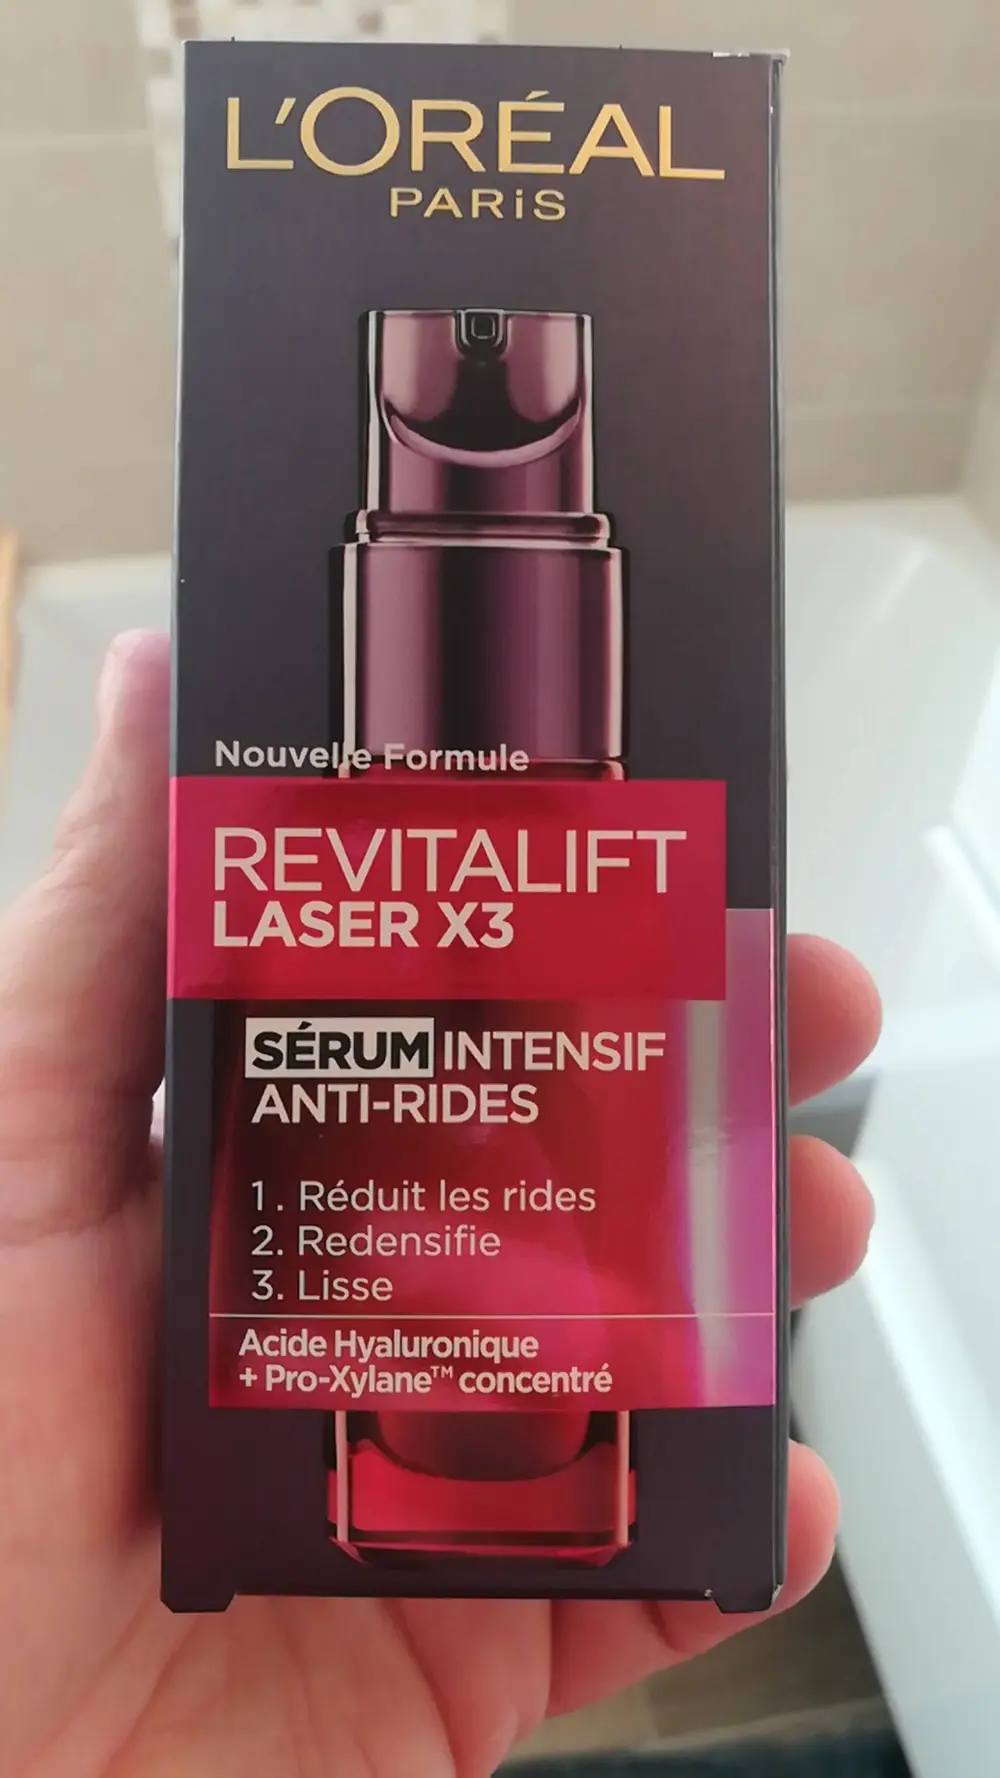 L'ORÉAL
PARiS
Nouvelle Formule
REVITALIFT
LASER X3
SÉRUM INTENSIF
ANTI-RIDES
1. Réduit les rides
2. Redensifie
3. Lisse
Acide Hyaluronique
+ Pro-Xylane™ concentré